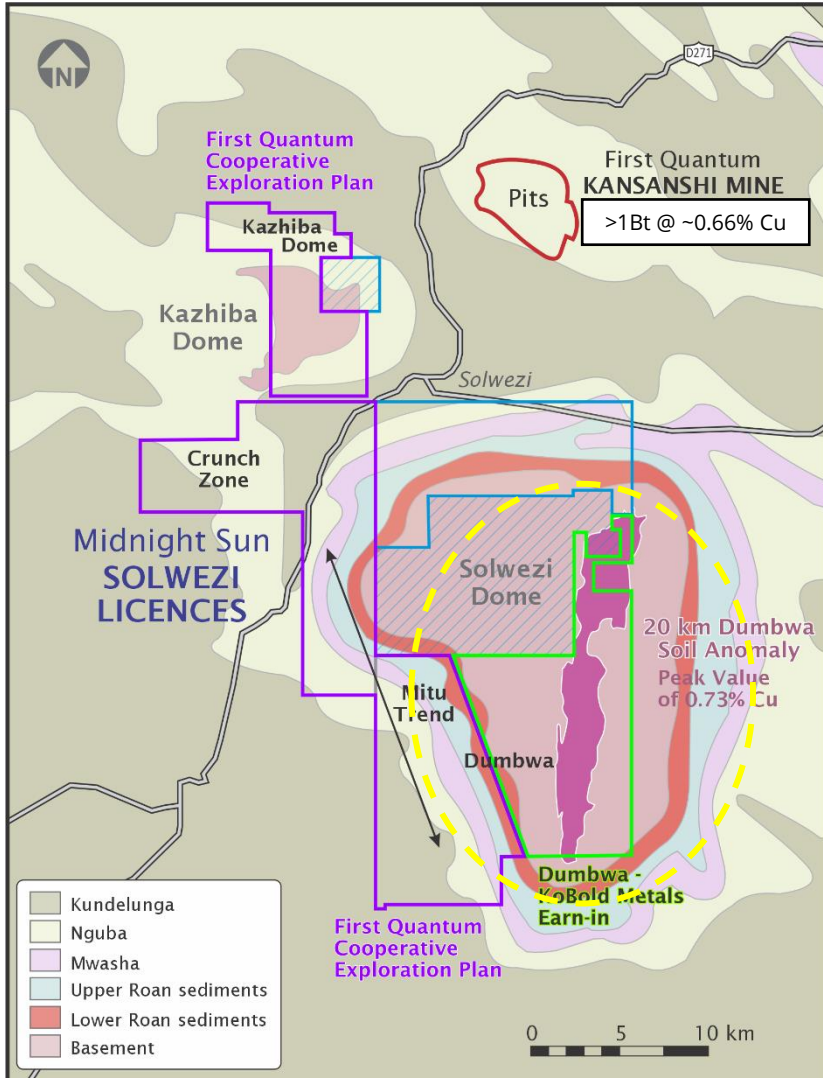 N
D271
First Quantum
Cooperative
Exploration Plan
First Quantum
KANSANSHI MINE
>1Bt @ ~0.66% Cu
Pits
Kazhiba
Dome
Kazhiba
Dome
Solwezi
Crunch
Zone
Midnight Sun
SOLWEZI
LICENCES
Solwezi
Dome
20 km Dumbwa
Soil Anomaly
Peak Value
of 0.73% Cu
Mitu
Trend
Dumbwa
Dumbwa -
KoBold Metals
Earn-in
First Quantum
Cooperative
Exploration Plan
Kundelunga
Nguba
Mwasha
Upper Roan sediments
Lower Roan sediments
Basement
0 5 10 km